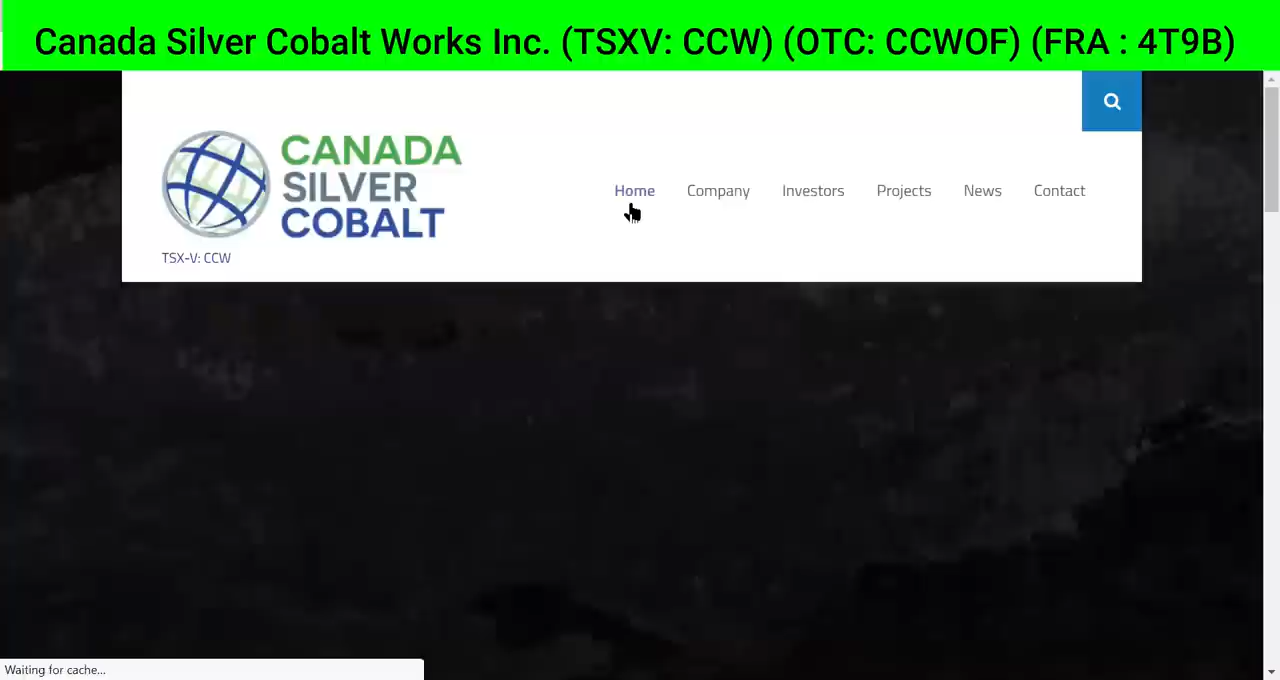 Canada Silver Cobalt Works Inc. (TSXV: CCW) (OTC: CCWOF) (FRA : 4T9B)
CANADA
SILVER
COBALT
TSX-V: CCW
Home Company Investors Projects News Contact
Waiting for cache...